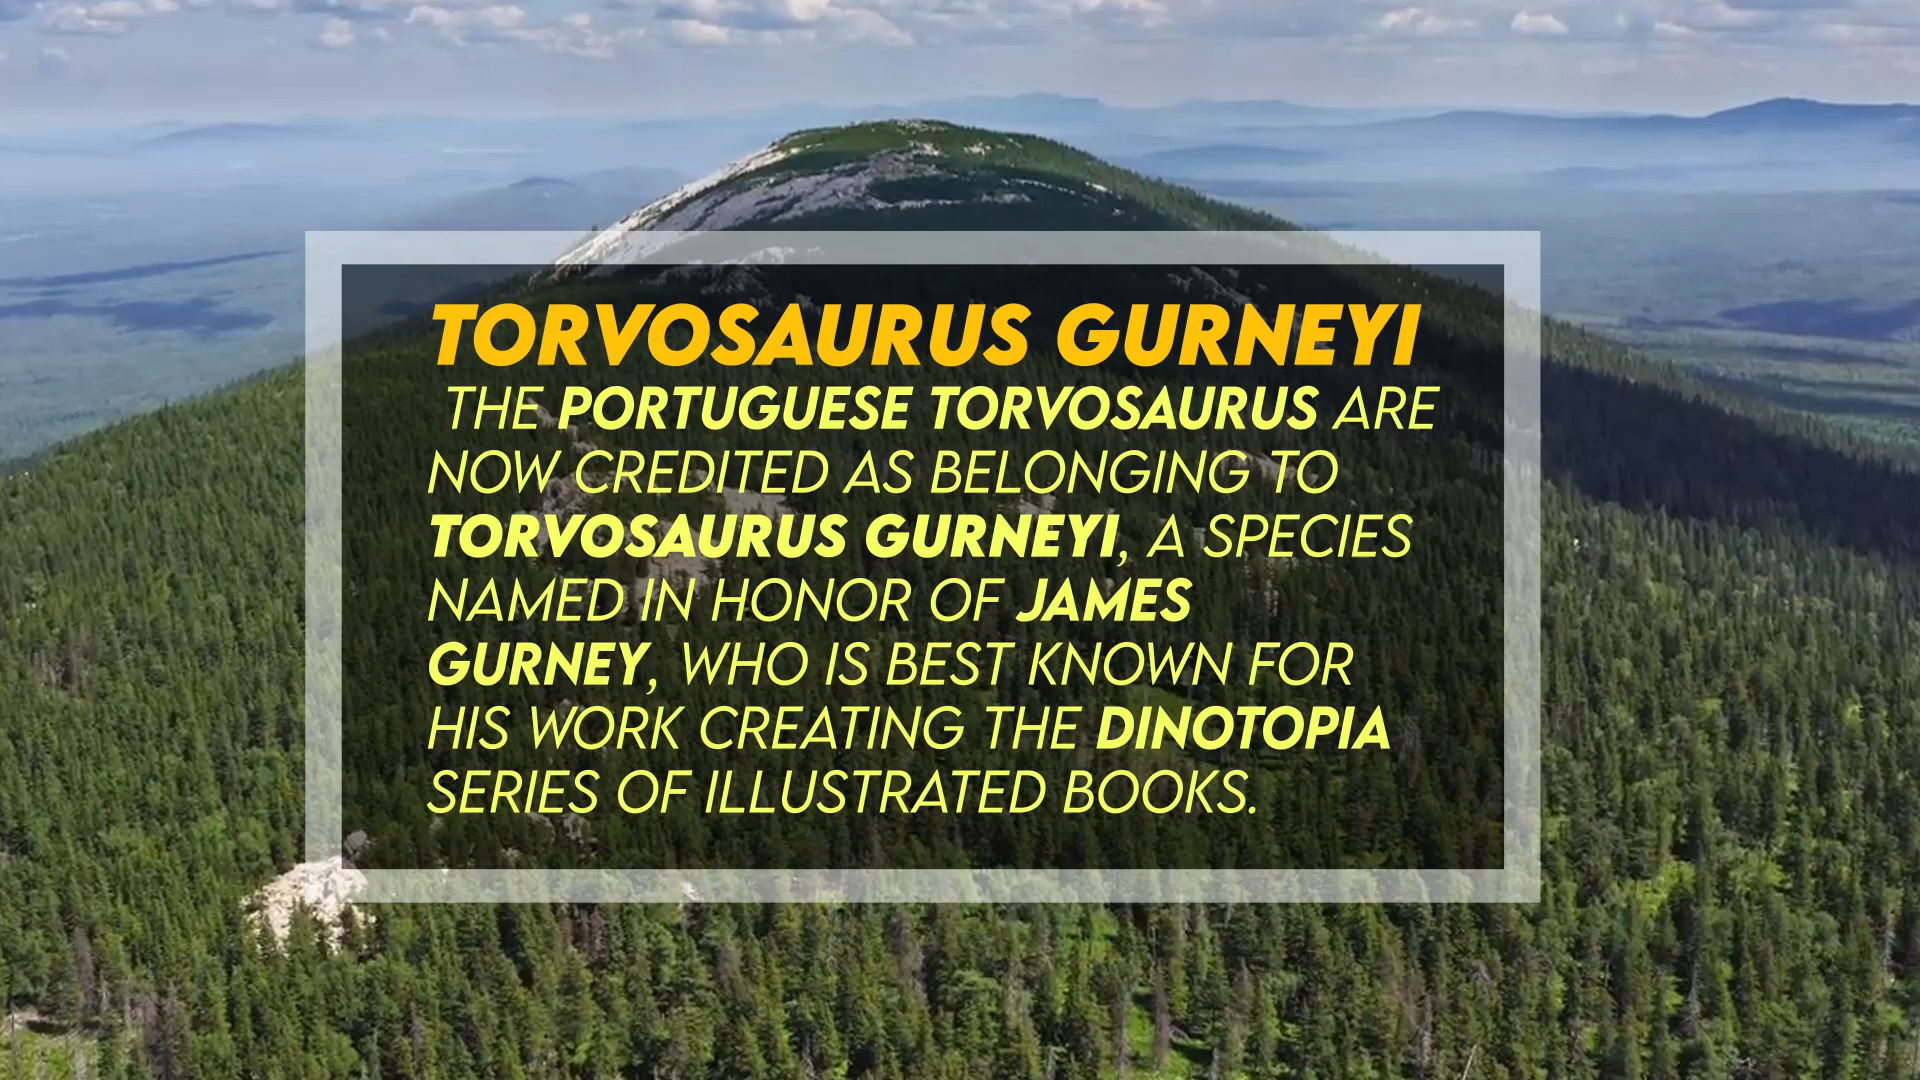 TORVOSAURUS GURNEYI
THE PORTUGUESE TORVOSAURUS ARE
NOW CREDITED AS BELONGING TO
TORVOSAURUS GURNEYI, A SPECIES
NAMED IN HONOR OF JAMES
GURNEY, WHO IS BEST KNOWN FOR
HIS WORK CREATING THE DINOTOPIA
SERIES OF ILLUSTRATED BOOKS.